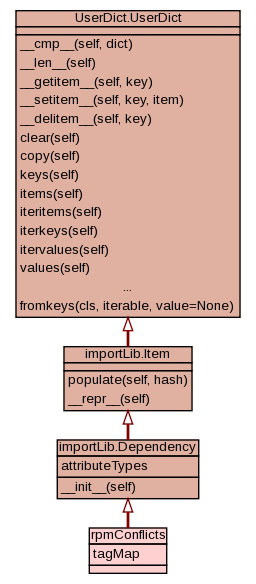 UserDict.UserDict
__cmp__(self, dict)
__len__(self)
__getitem__(self, key)
__setitem__(self, key, item)
__delitem__(self, key)
clear(self)
copy(self)
keys(self)
items(self)
iteritems(self)
iterkeys(self)
itervalues(self)
values(self)
...
fromkeys(cls, iterable, value=None)
importLib.Item
populate(self, hash)
__repr__(self)
importLib.Dependency
attributeTypes
__init__(self)
rpmConflicts
tagMap